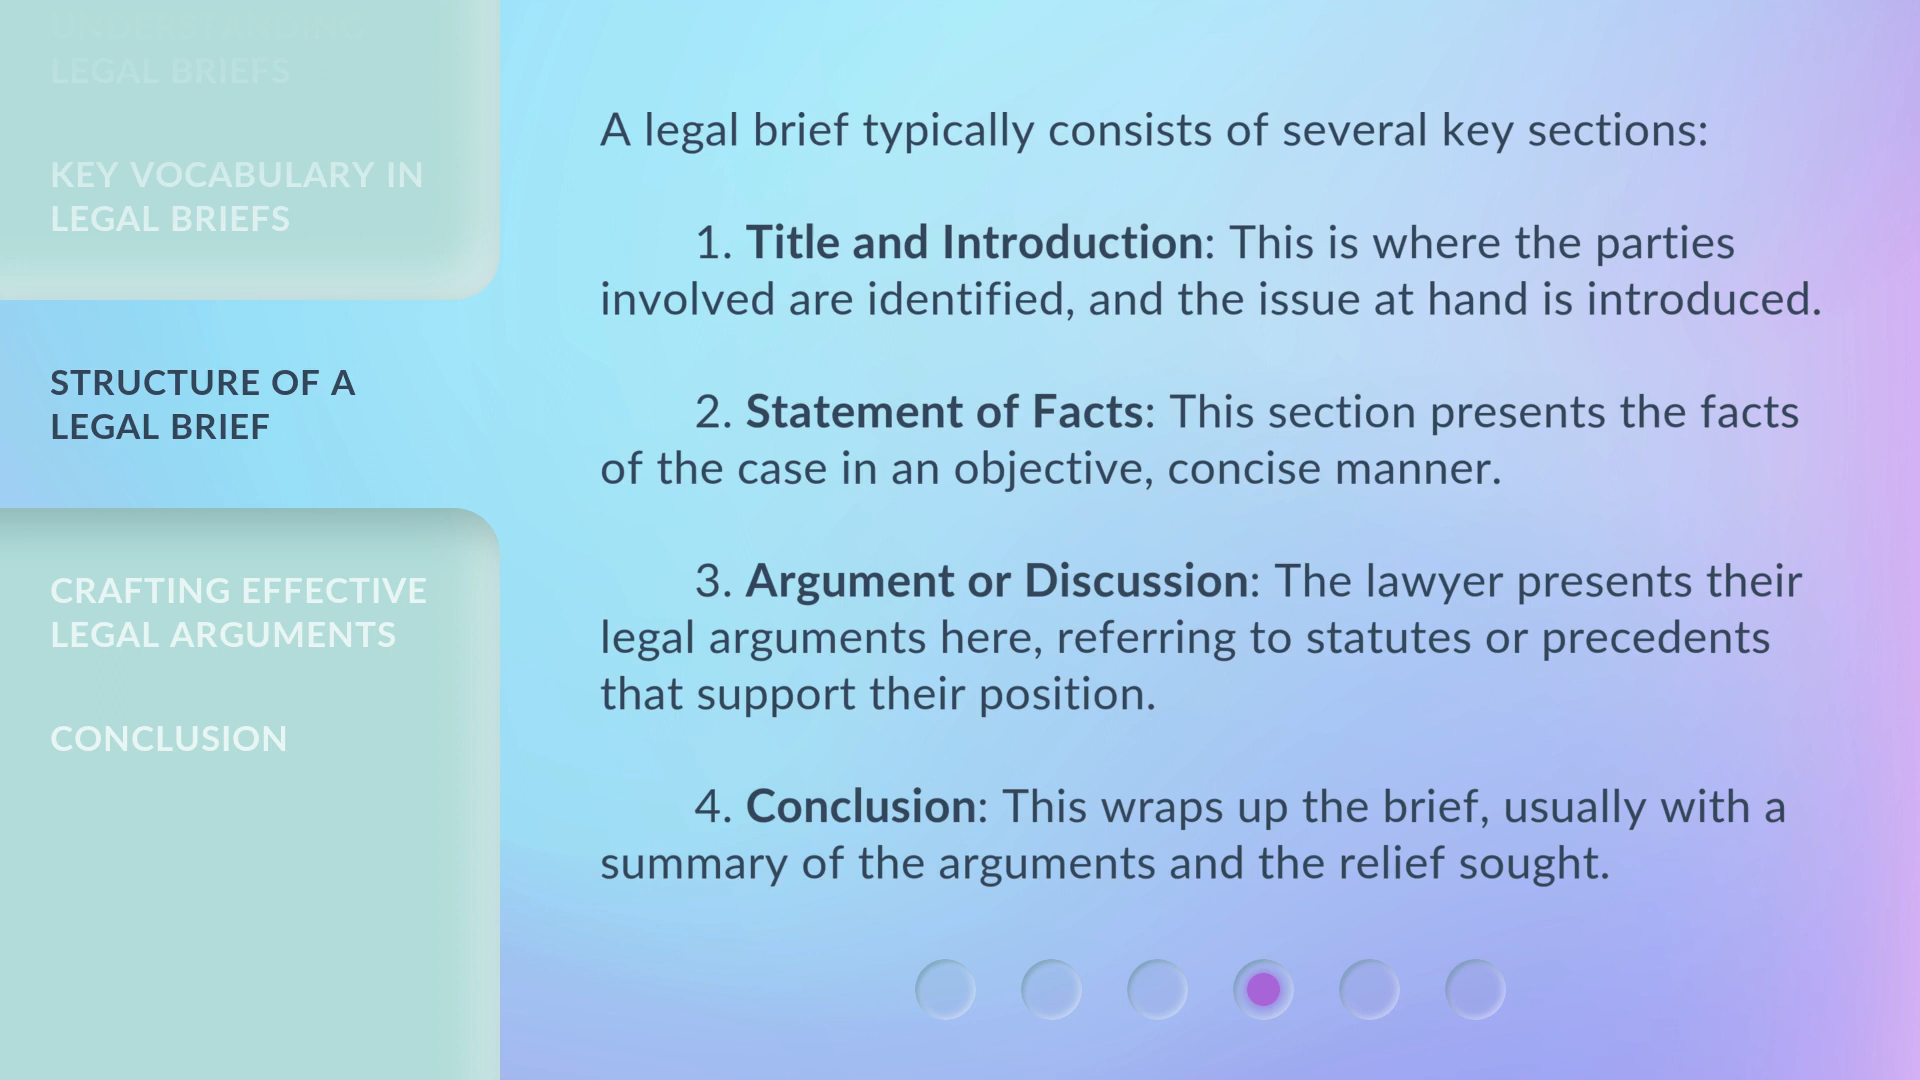 UNDERSTANDING
LEGAL BRIEFS
KEY VOCABULARY IN
LEGAL BRIEFS
STRUCTURE OF A
LEGAL BRIEF
CRAFTING EFFECTIVE
LEGAL ARGUMENTS
CONCLUSION
A legal brief typically consists of several key sections:
1. Title and Introduction: This is where the parties
involved are identified, and the issue at hand is introduced.
2. Statement of Facts: This section presents the facts
of the case in an objective, concise manner.
3. Argument or Discussion: The lawyer presents their
legal arguments here, referring to statutes or precedents
that support their position.
4. Conclusion: This wraps up the brief, usually with a
summary of the arguments and the relief sought.